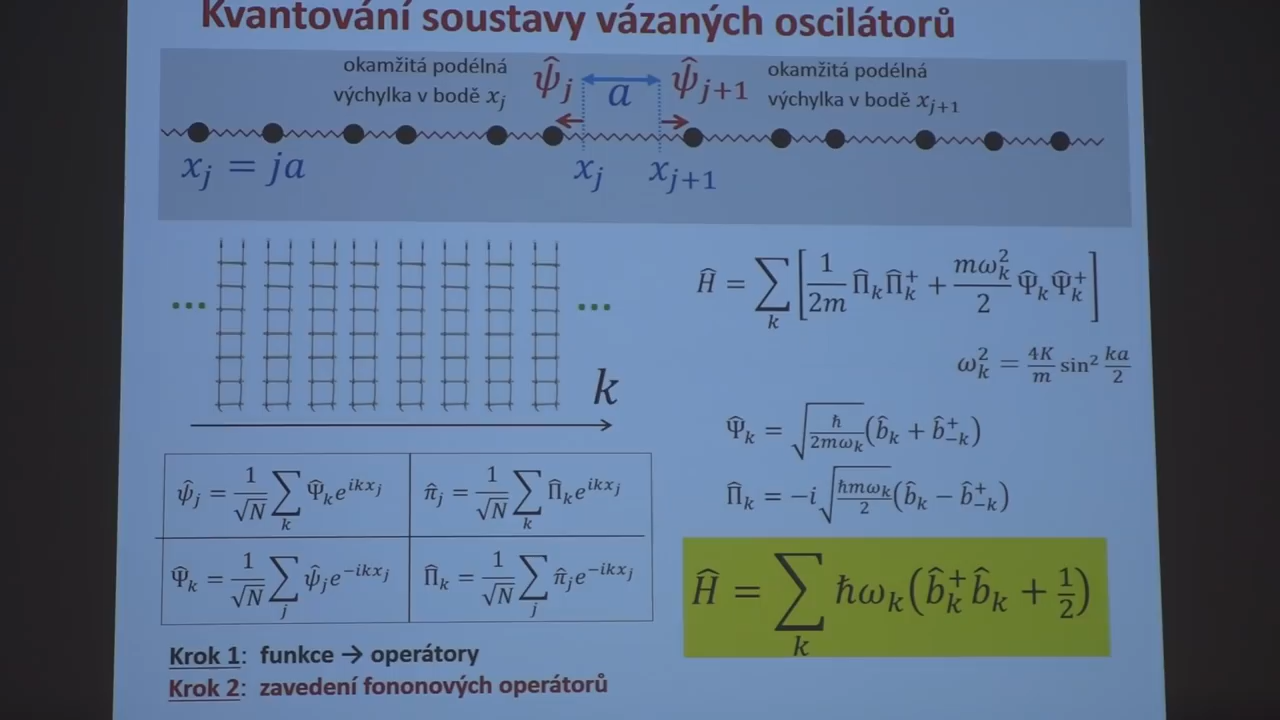 Kvantování soustavy vázaných oscilátorů
okamžitá podélná
výchylka v bodě x_j
ψ̂_j
a
ψ̂_{j+1}
okamžitá podélná
výchylka v bodě x_{j+1}
x_j = ja
x_j
x_{j+1}
...
...
k
Ĥ = ∑_k [ 1/2m Π̂_k Π̂_k^+ + mω_k^2/2 Ψ̂_k Ψ̂_k^+ ]
ω_k^2 = 4K/m sin^2 ka/2
Ψ̂_k = √(ħ/2mω_k) (b̂_k + b̂_{-k}^+)
Π̂_k = −i √(ħmω_k/2) (b̂_k − b̂_{-k}^+)
Ĥ = ∑_k ħω_k (b̂_k^+ b̂_k + 1/2)
ψ̂_j = 1/√N ∑_k Ψ̂_k e^{ikx_j}
π̂_j = 1/√N ∑_k Π̂_k e^{ikx_j}
Ψ̂_k = 1/√N ∑_j ψ̂_j e^{−ikx_j}
Π̂_k = 1/√N ∑_j π̂_j e^{−ikx_j}
Krok 1: funkce → operátory
Krok 2: zavedení fononových operátorů